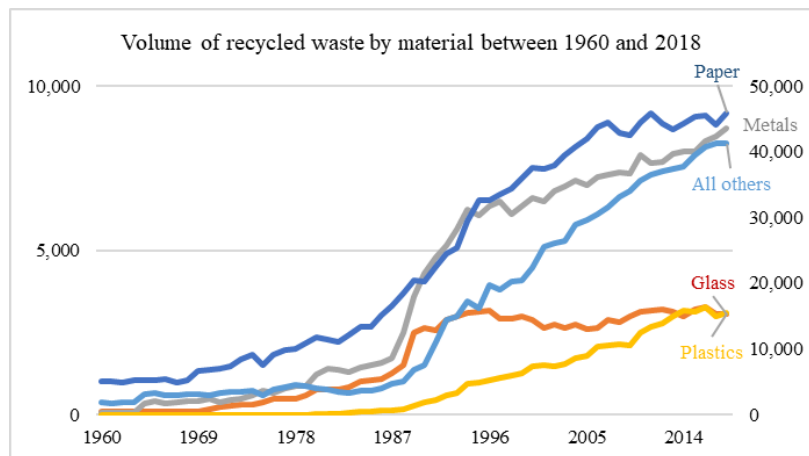 Volume of recycled waste by material between 1960 and 2018
Paper
10,000 50,000
Metals
40,000
All others
30,000
5,000
20,000
Glass
10,000
Plastics
0 0
1960 1969 1978 1987 1996 2005 2014